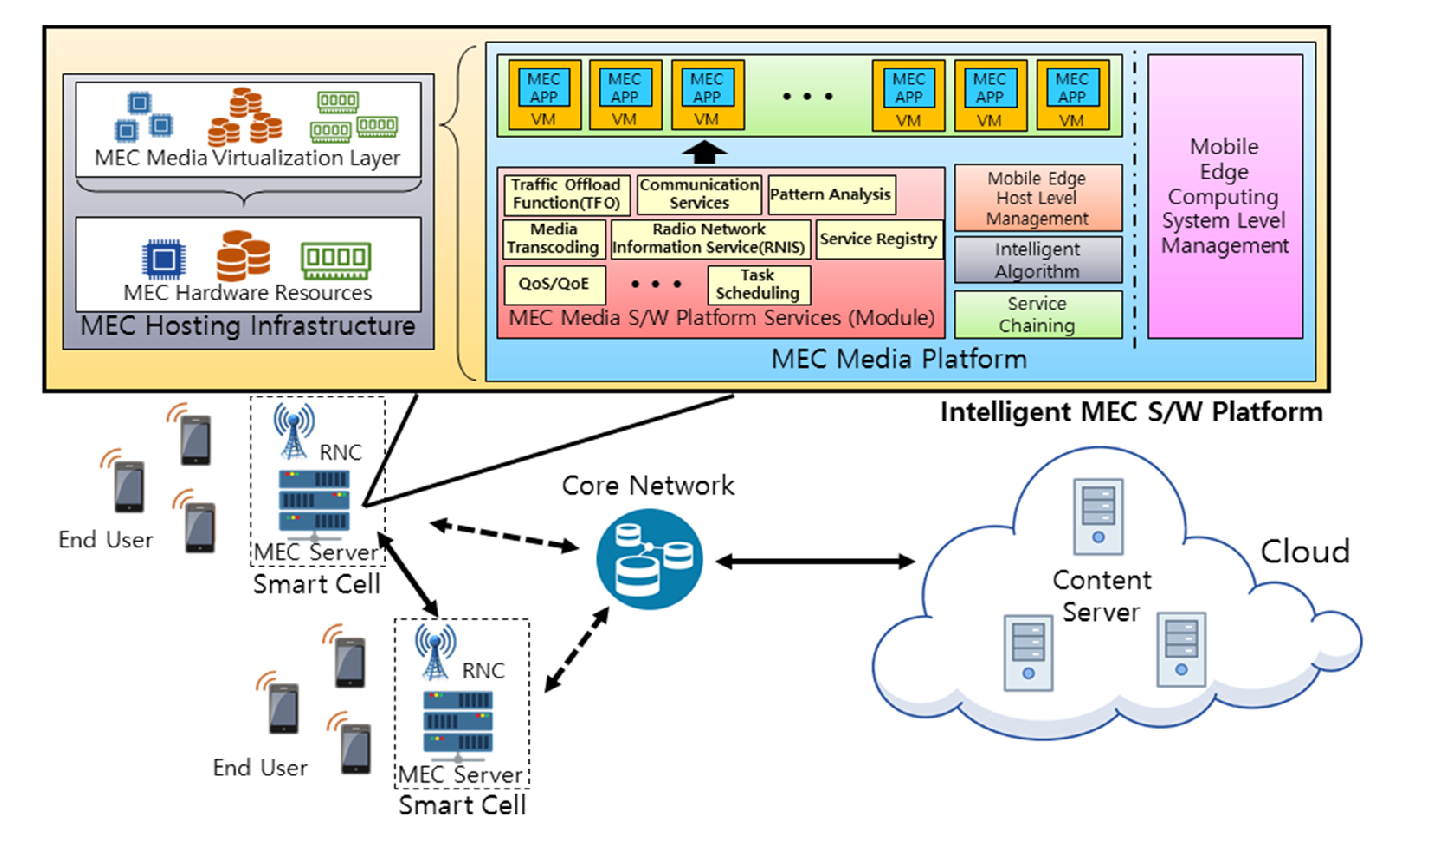 MEC Media Virtualization Layer
MEC Hardware Resources
MEC Hosting Infrastructure
MEC
APP
VM
MEC
APP
VM
MEC
APP
VM
• • •
MEC
APP
VM
MEC
APP
VM
MEC
APP
VM
Traffic Offload
Function(TFO)
Communication
Services
Pattern Analysis
Media
Transcoding
Radio Network
Information Service(RNIS)
Service Registry
QoS/QoE
• • •
Task
Scheduling
MEC Media S/W Platform Services (Module)
Mobile Edge
Host Level
Management
Intelligent
Algorithm
Service
Chaining
MEC Media Platform
Mobile
Edge
Computing
System Level
Management
Intelligent MEC S/W Platform
RNC
MEC Server
Smart Cell
End User
Core Network
Cloud
Content
Server
RNC
MEC Server
Smart Cell
End User